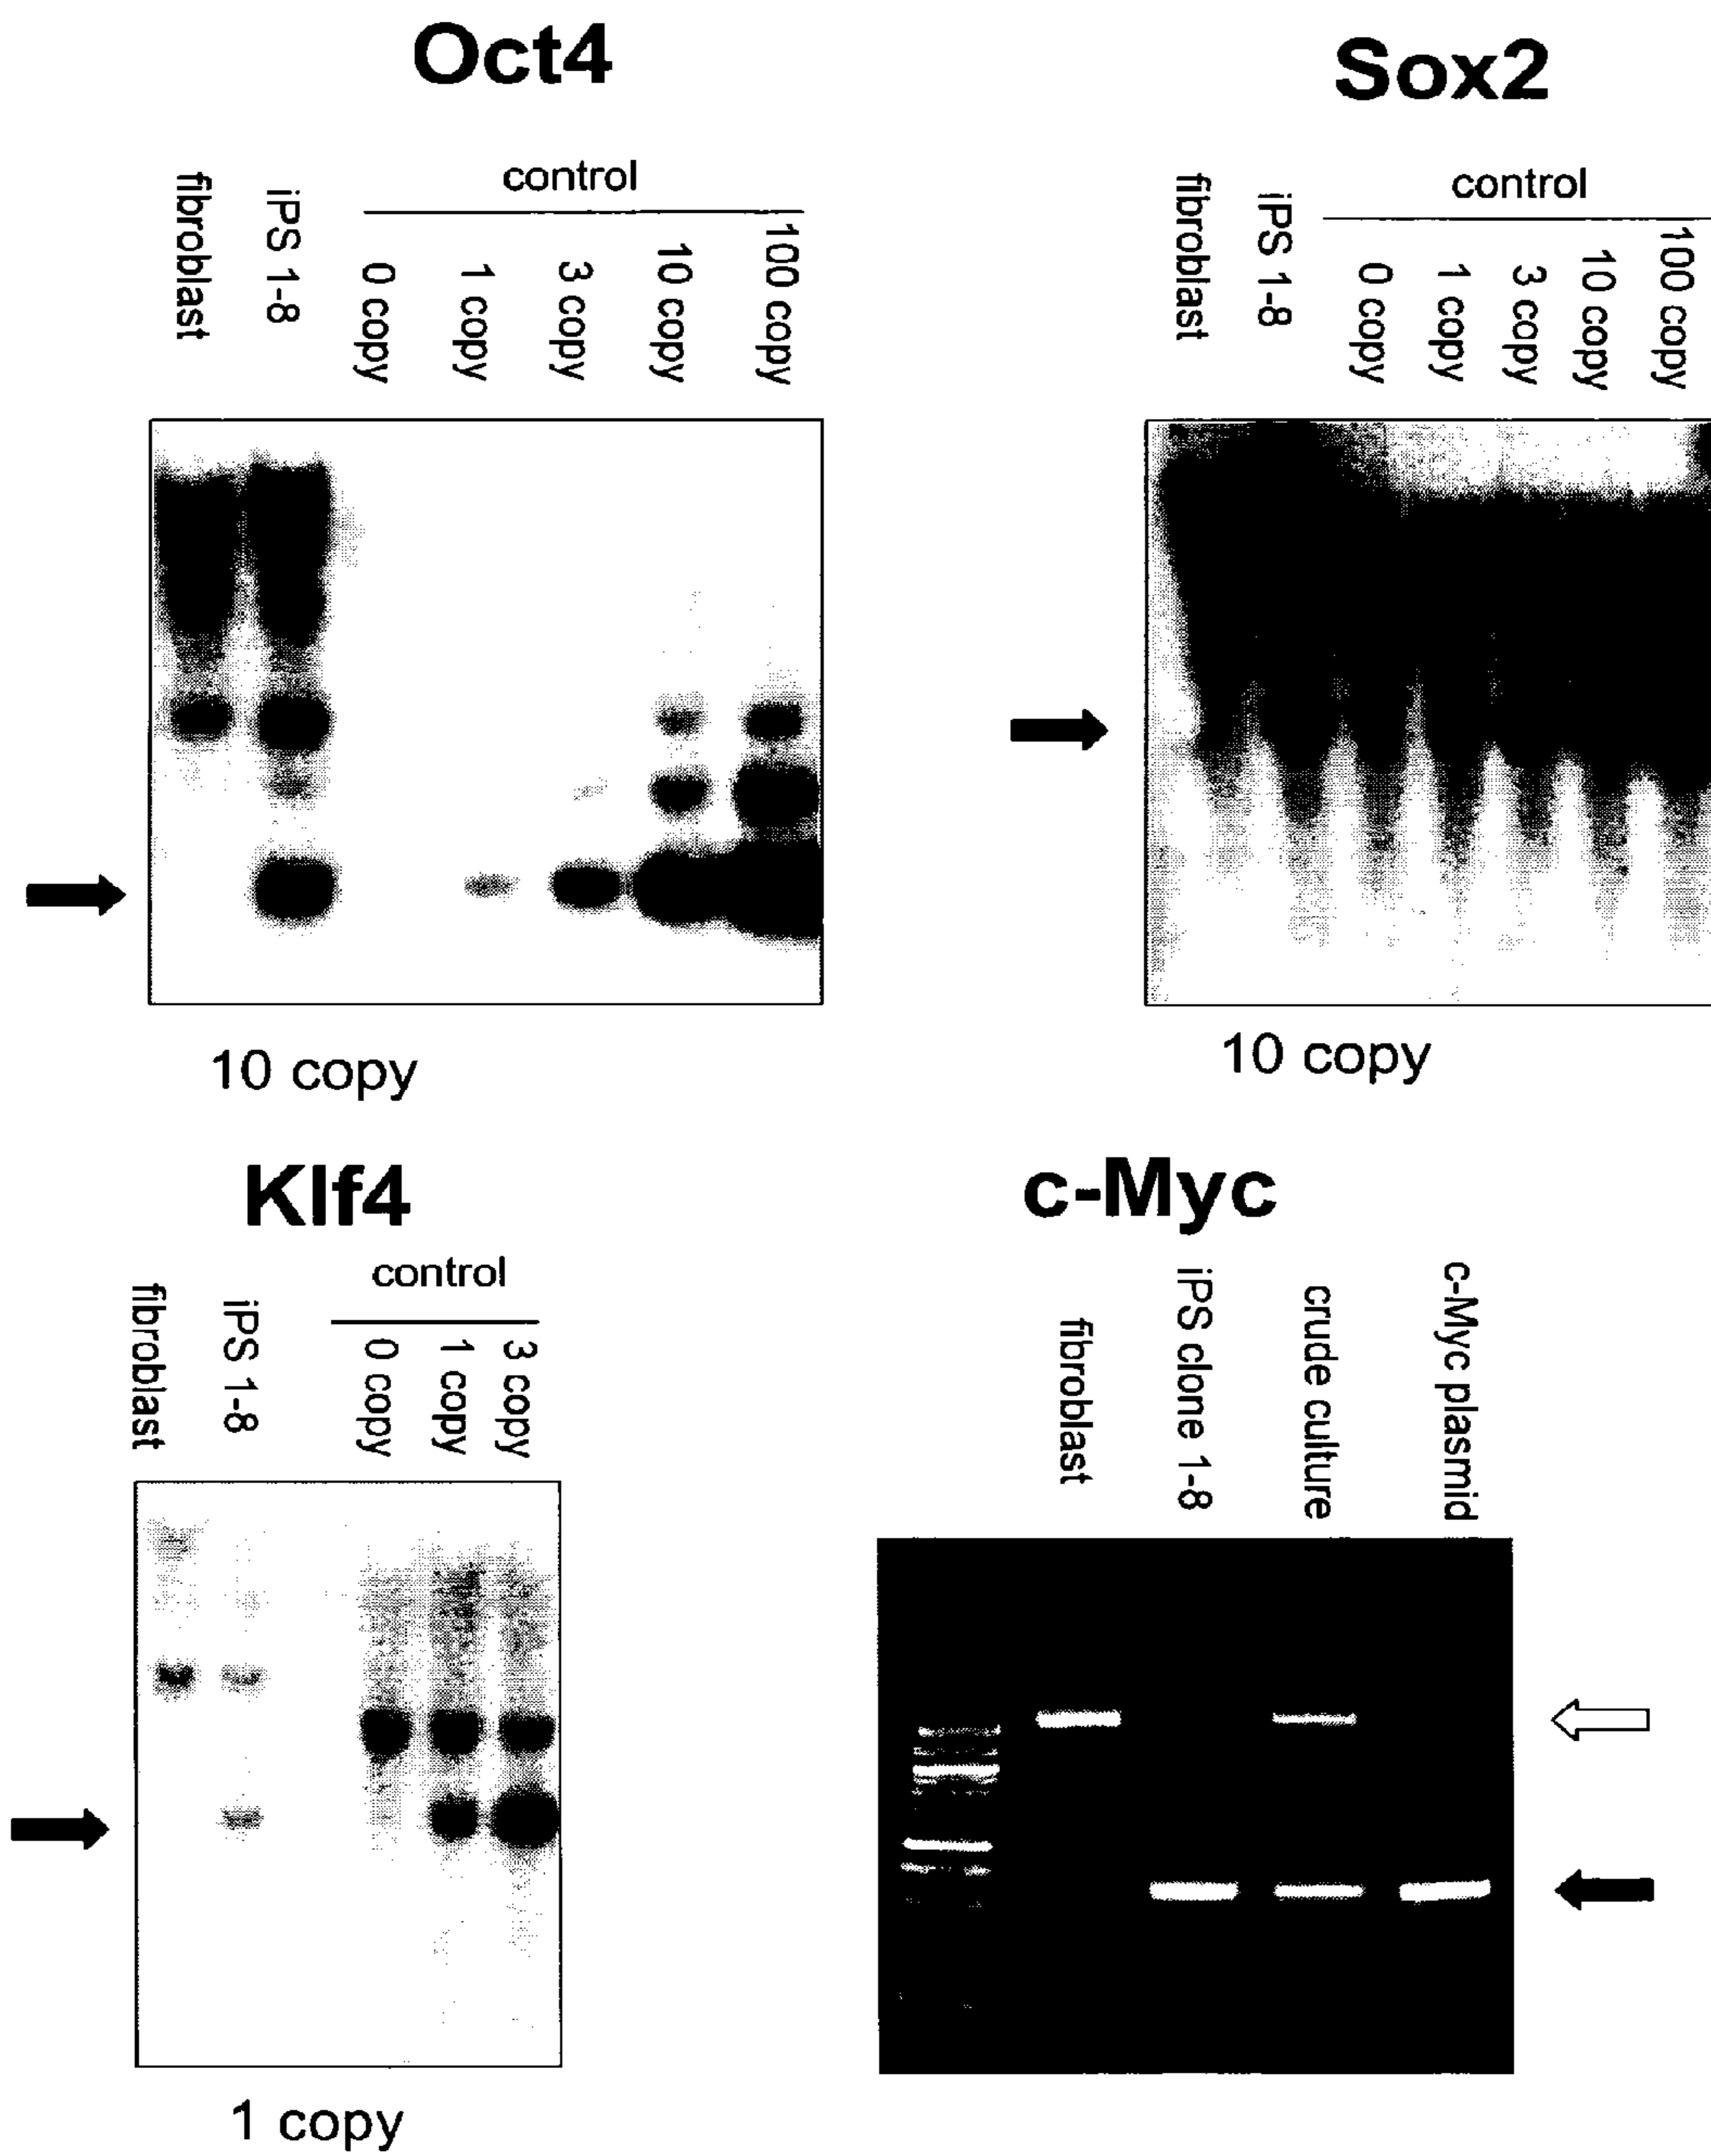 Oct4
control
fibroblast
iPS 1-8
0 copy
1 copy
3 copy
10 copy
100 copy
10 copy
Sox2
control
fibroblast
iPS 1-8
0 copy
1 copy
3 copy
10 copy
100 copy
10 copy
Klf4
control
fibroblast
iPS 1-8
0 copy
1 copy
3 copy
1 copy
c-Myc
fibroblast
iPS clone 1-8
crude culture
c-Myc plasmid